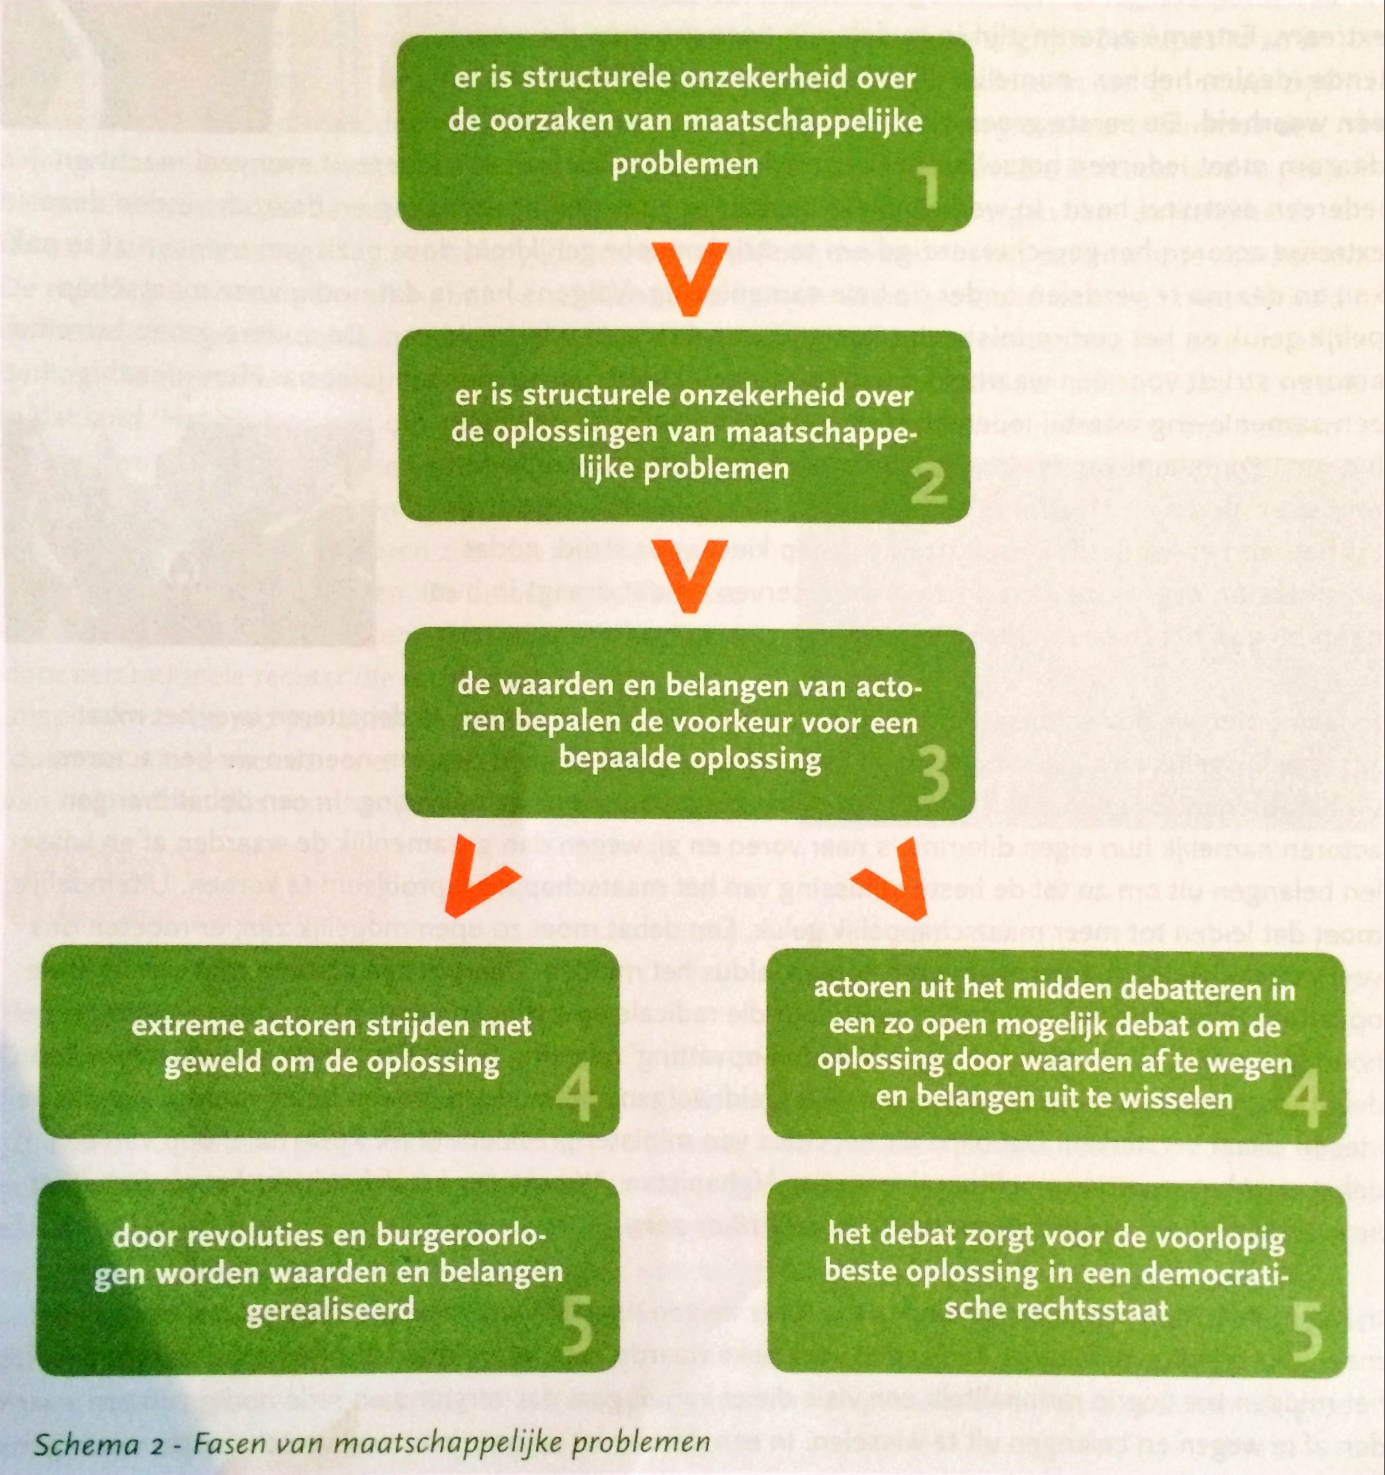 er is structurele onzekerheid over
de oorzaken van maatschappelijke
problemen
1
er is structurele onzekerheid over
de oplossingen van maatschappe-
lijke problemen
2
de waarden en belangen van acto-
ren bepalen de voorkeur voor een
bepaalde oplossing
3
extreme actoren strijden met
geweld om de oplossing
4
actoren uit het midden debatteren in
een zo open mogelijk debat om de
oplossing door waarden af te wegen
en belangen uit te wisselen
4
door revoluties en burgeroorlo-
gen worden waarden en belangen
gerealiseerd
5
het debat zorgt voor de voorlopig
beste oplossing in een democrati-
sche rechtsstaat
5
Schema 2 - Fasen van maatschappelijke problemen